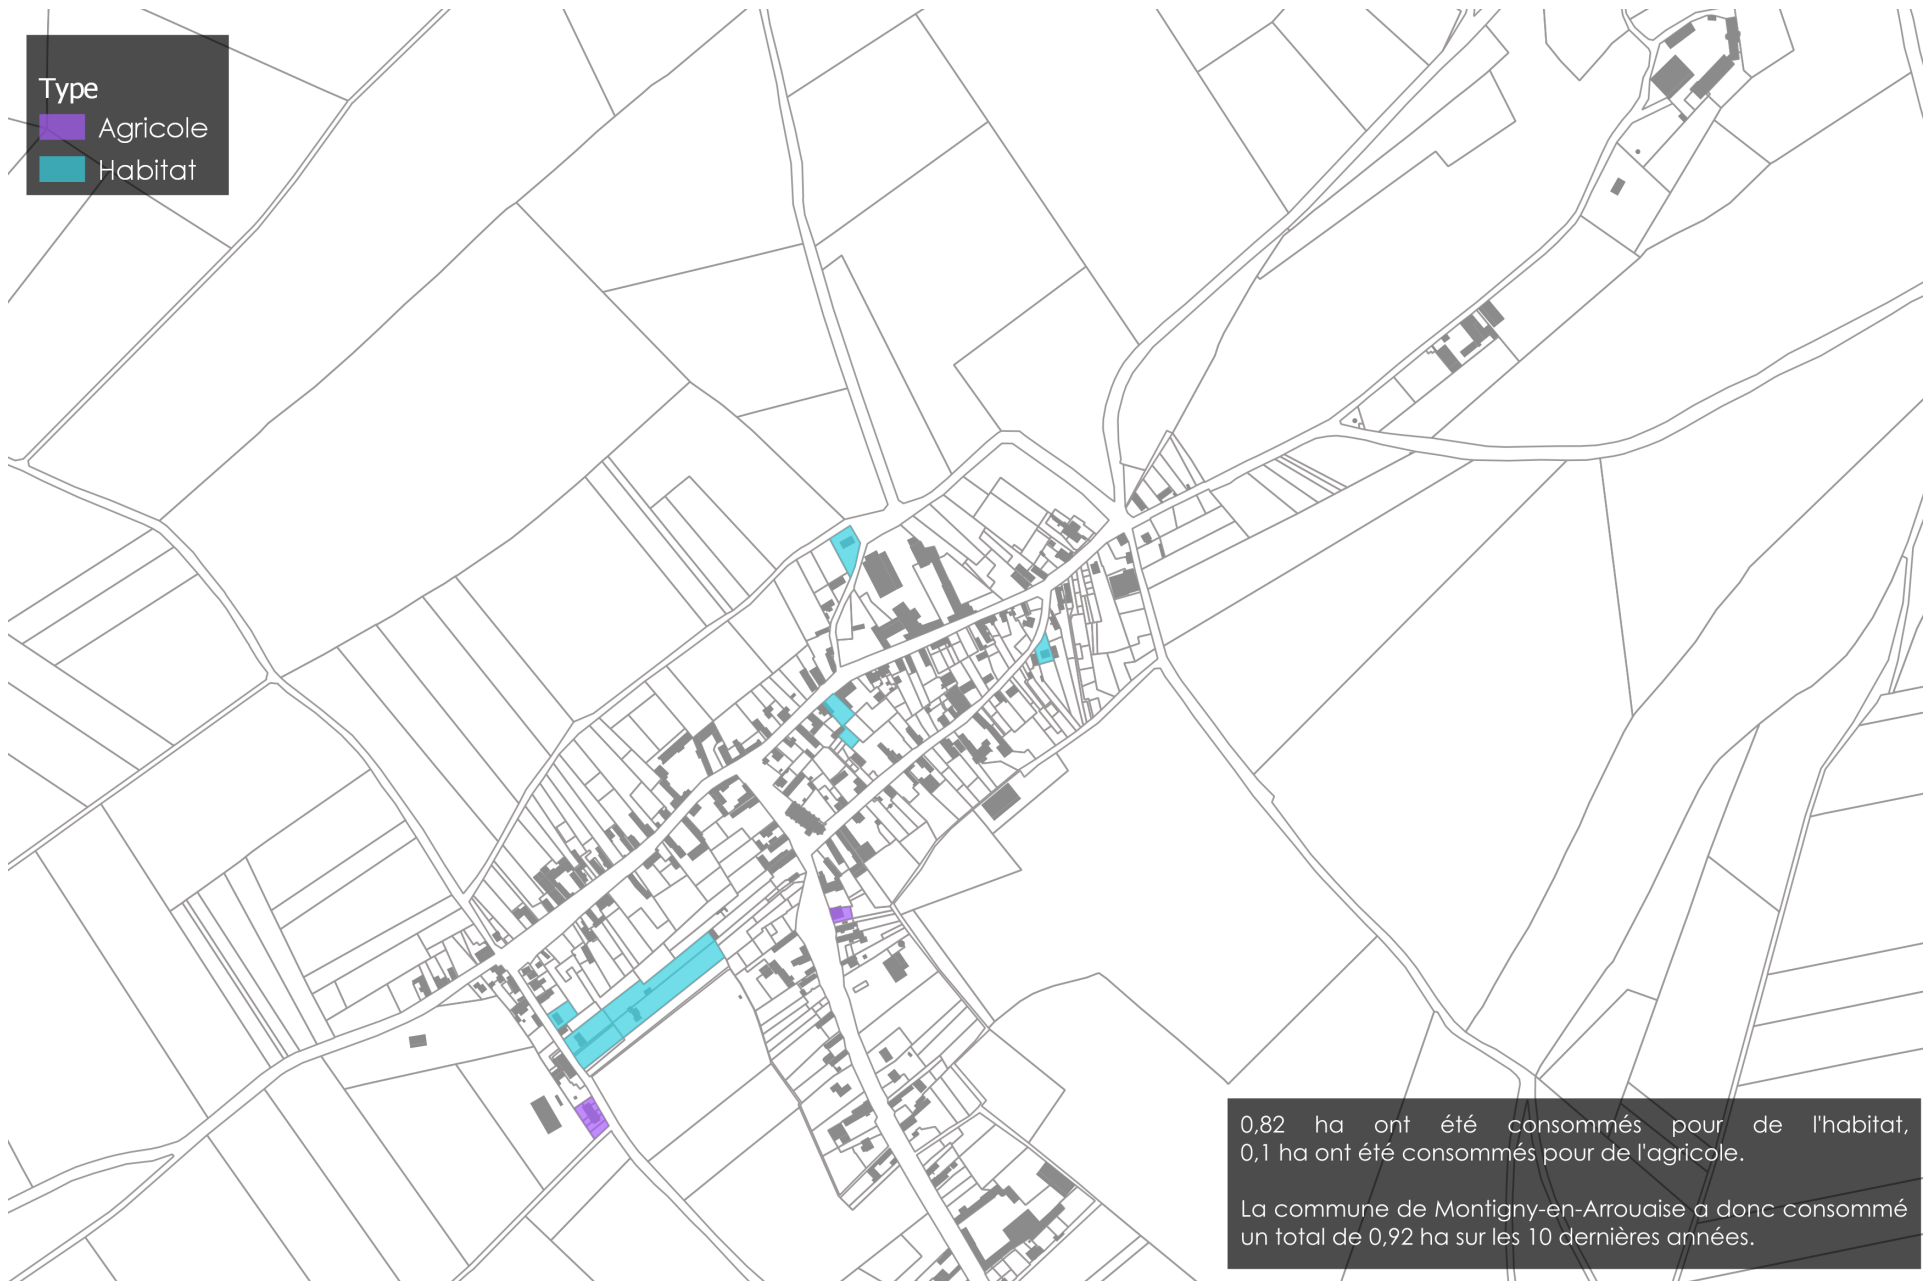 Type
Agricole
Habitat
0,82 ha ont été consommés pour de l'habitat,
0,1 ha ont été consommés pour de l'agricole.
La commune de Montigny-en-Arrouaise a donc consommé
un total de 0,92 ha sur les 10 dernières années.